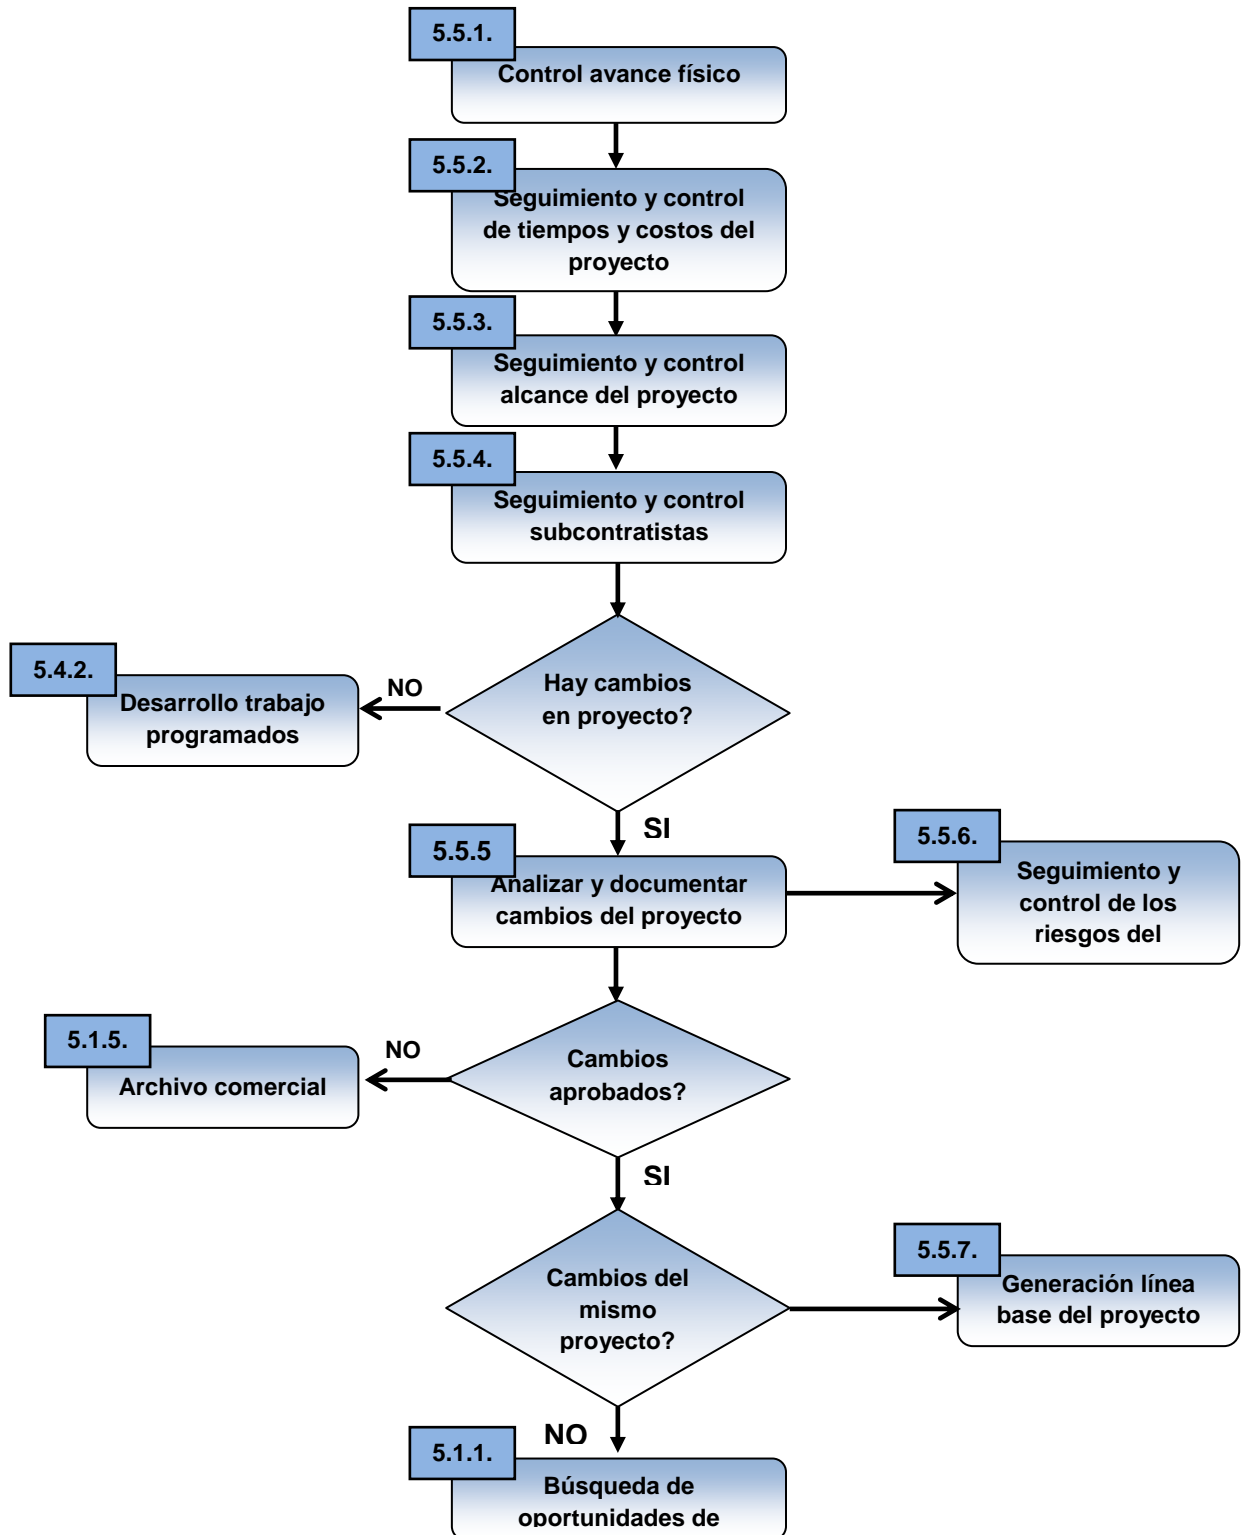 5.5.1.
Control avance físico
5.5.2.
Seguimiento y control
de tiempos y costos del
proyecto
5.5.3.
Seguimiento y control
alcance del proyecto
5.5.4.
Seguimiento y control
subcontratistas
Hay cambios
en proyecto?
NO
5.4.2.
Desarrollo trabajo
programados
SI
5.5.5
Analizar y documentar
cambios del proyecto
5.5.6.
Seguimiento y
control de los
riesgos del
Cambios
aprobados?
NO
5.1.5.
Archivo comercial
SI
Cambios del
mismo
proyecto?
5.5.7.
Generación línea
base del proyecto
NO
5.1.1.
Búsqueda de
oportunidades de